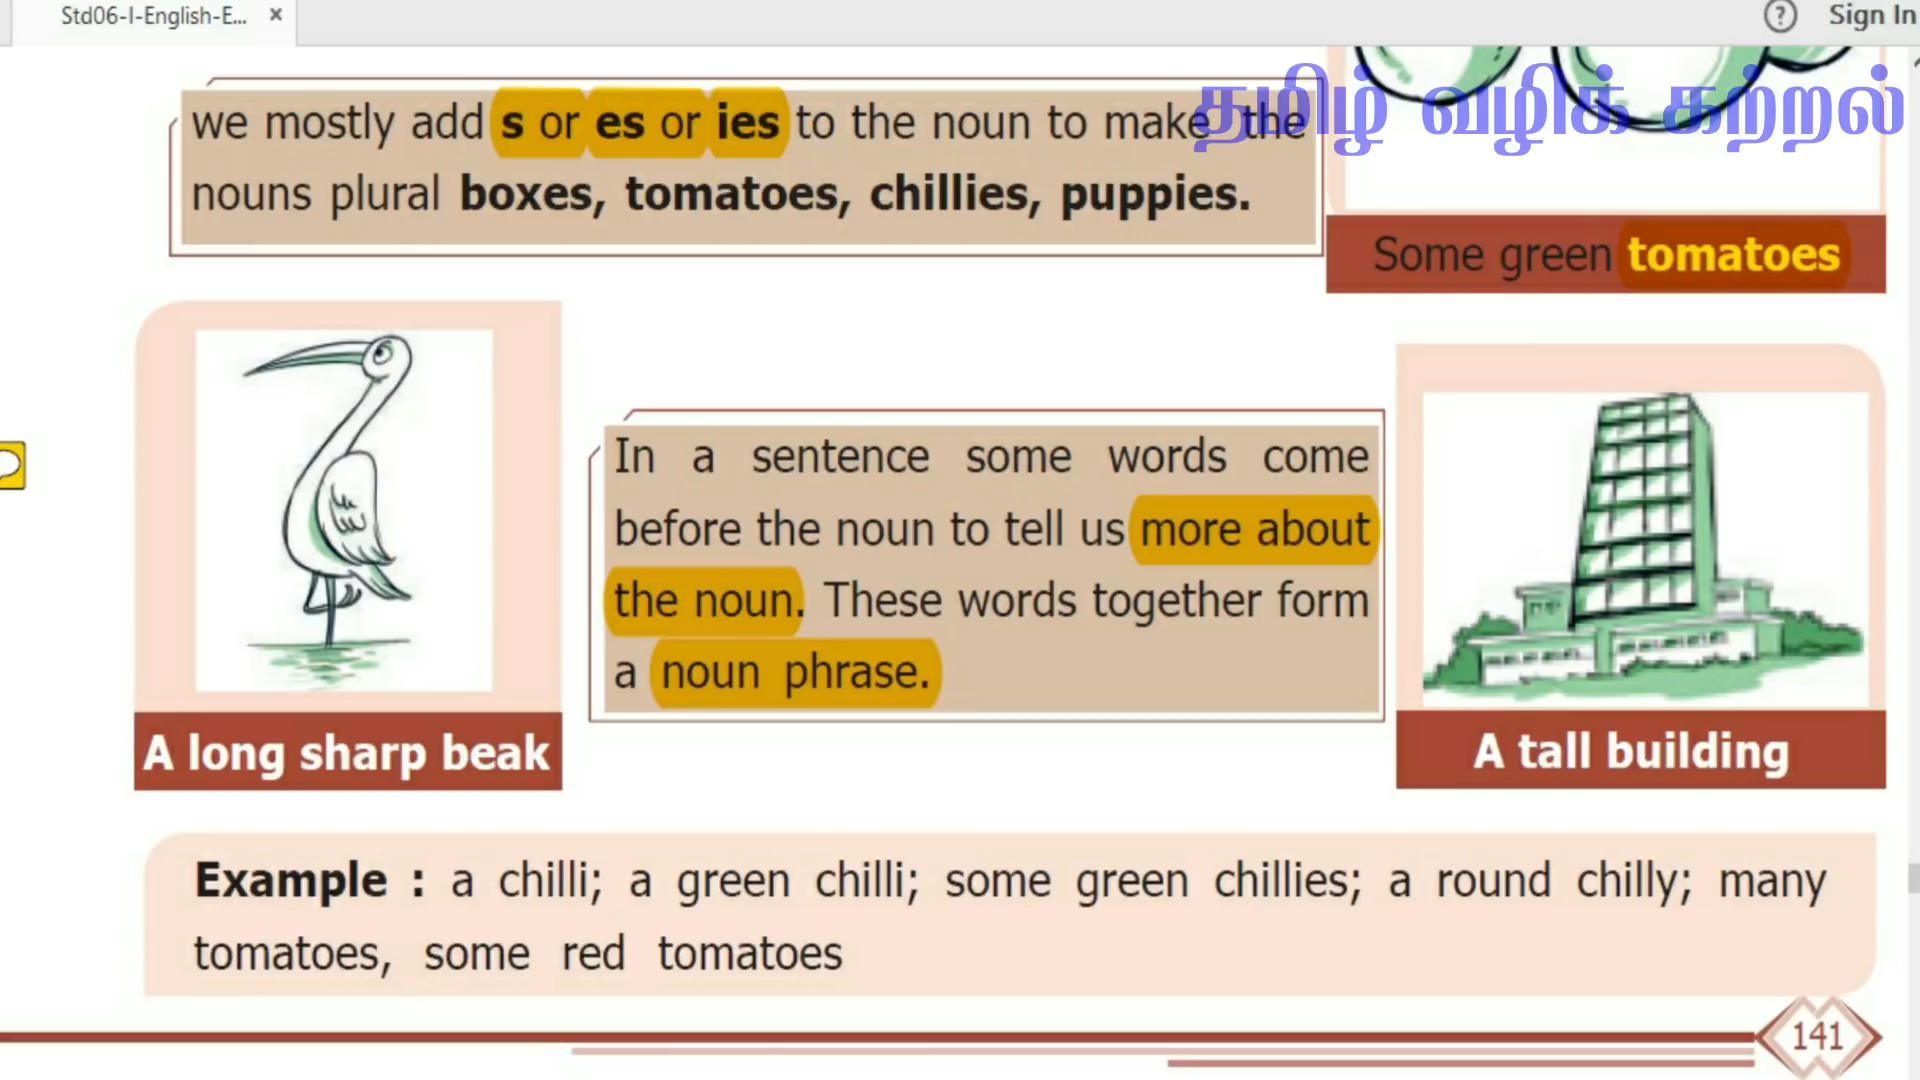 Std06-I-English-E... ×
? Sign In
தமிழ் வழிக் கற்றல்
we mostly add s or es or ies to the noun to make the
nouns plural boxes, tomatoes, chillies, puppies.
Some green tomatoes
In a sentence some words come
before the noun to tell us more about
the noun. These words together form
a noun phrase.
A long sharp beak
A tall building
Example : a chilli; a green chilli; some green chillies; a round chilly; many
tomatoes, some red tomatoes
141